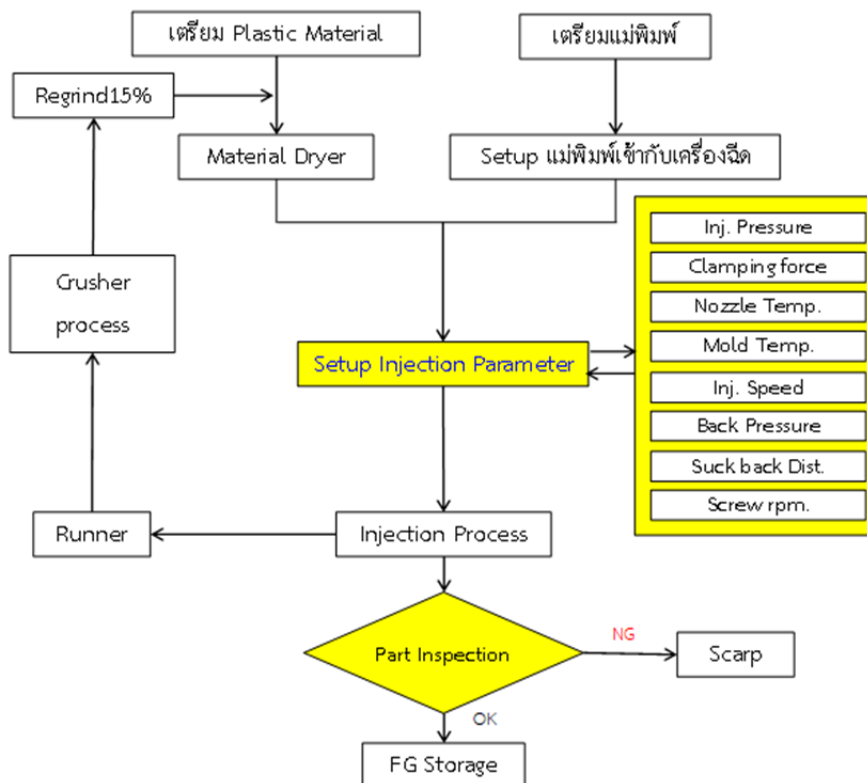 เตรียม Plastic Material
เตรียมแม่พิมพ์
Regrind15%
Material Dryer
Setup แม่พิมพ์เข้ากับเครื่องฉีด
Inj. Pressure
Clamping force
Nozzle Temp.
Mold Temp.
Inj. Speed
Back Pressure
Suck back Dist.
Screw rpm.
Crusher
process
Setup Injection Parameter
Runner
Injection Process
Part Inspection
NG
Scarp
OK
FG Storage